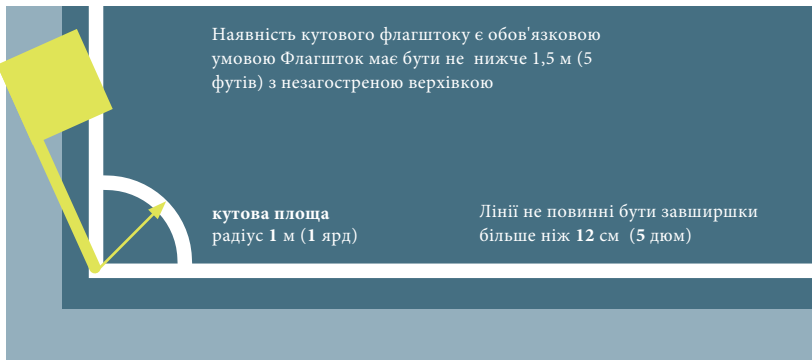 Наявність кутового флагштоку є обов'язковою
умовою Флагшток має бути не нижче 1,5 м (5
футів) з незагостреною верхівкою
кутова площа
радіус 1 м (1 ярд)
Лінії не повинні бути завширшки
більше ніж 12 см (5 дюм)